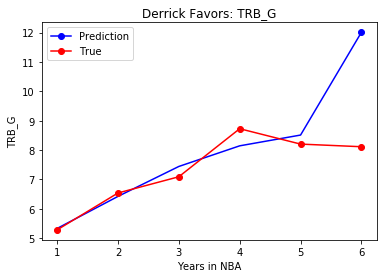 Derrick Favors: TRB_G
Prediction
True
12
11
10
9
8
7
6
5
TRB_G
1 2 3 4 5 6
Years in NBA